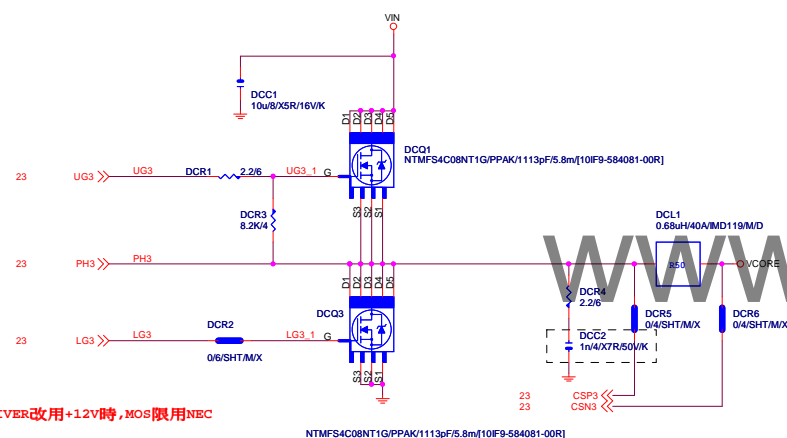 VIN
DCC1
10u/8/X5R/16V/K
D1
D2
D3
D4
D5
DCQ1
NTMFS4C08NT1G/PPAK/1113pF/5.8m/[10IF9-584081-00R]
23
UG3
UG3
DCR1
2.2/6
UG3_1
G
S3
S2
S1
DCR3
8.2K/4
DCL1
0.68uH/40A/IMD119/M/D
WWW
23
PH3
PH3
R50
VCORE
D1
D2
D3
D4
D5
DCQ3
DCR4
2.2/6
DCR5
0/4/SHT/M/X
DCR6
0/4/SHT/M/X
DCR2
23
LG3
LG3
LG3_1
G
0/6/SHT/M/X
DCC2
1n/4/X7R/50V/K
S3
S2
S1
23
CSP3
23
CSN3
IVER改用+12V時,MOS限用NEC
NTMFS4C08NT1G/PPAK/1113pF/5.8m/[10IF9-584081-00R]